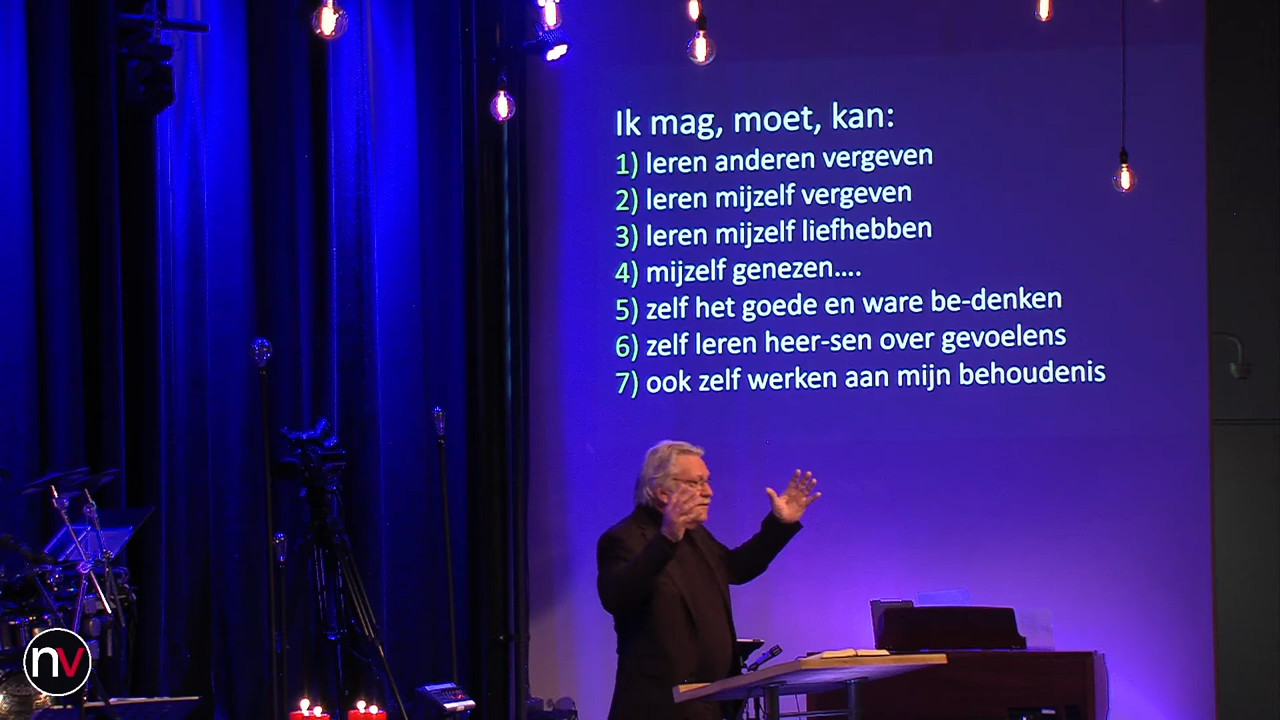 Ik mag, moet, kan:
1) leren anderen vergeven
2) leren mijzelf vergeven
3) leren mijzelf liefhebben
4) mijzelf genezen....
5) zelf het goede en ware be-denken
6) zelf leren heer-sen over gevoelens
7) ook zelf werken aan mijn behoudenis
nv